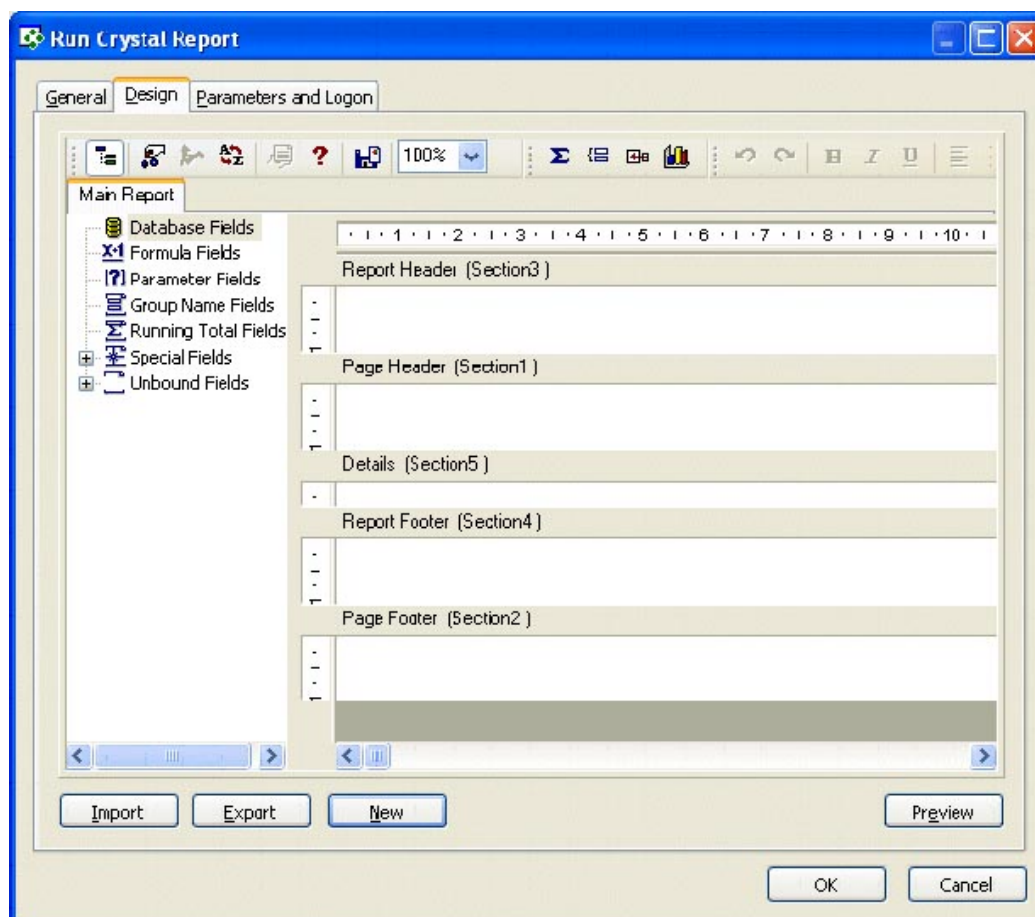 Run Crystal Report
General Design Parameters and Logon
100%
Main Report
Database Fields
Formula Fields
Parameter Fields
Group Name Fields
Running Total Fields
Special Fields
Unbound Fields
1 2 3 4 5 6 7 8 9 10
Report Header (Section3 )
Page Header (Section1 )
Details (Section5 )
Report Footer (Section4 )
Page Footer (Section2 )
Import Export New Preview
OK Cancel